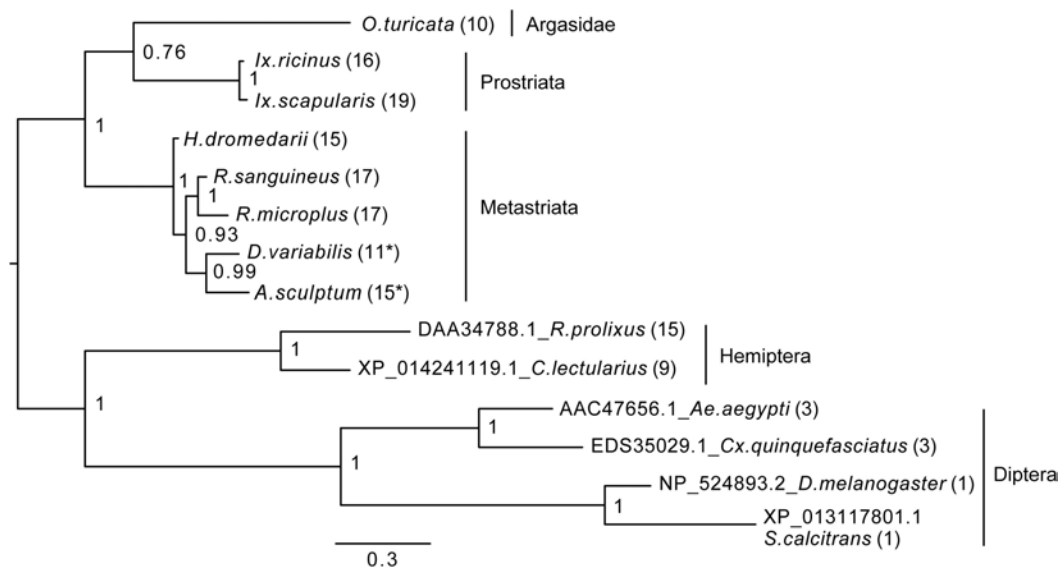 O.turicata (10)
Argasidae
0.76
Ix.ricinus (16)
1
Prostriata
Ix.scapularis (19)
1
H.dromedarii (15)
1
R.sanguineus (17)
1
Metastriata
R.microplus (17)
0.93
D.variabilis (11*)
0.99
A.sculptum (15*)
DAA34788.1_R.prolixus (15)
1
Hemiptera
XP_014241119.1_C.lectularius (9)
1
AAC47656.1_Ae.aegypti (3)
1
EDS35029.1_Cx.quinquefasciatus (3)
1
Diptera
NP_524893.2_D.melanogaster (1)
1
XP_013117801.1
S.calcitrans (1)
0.3